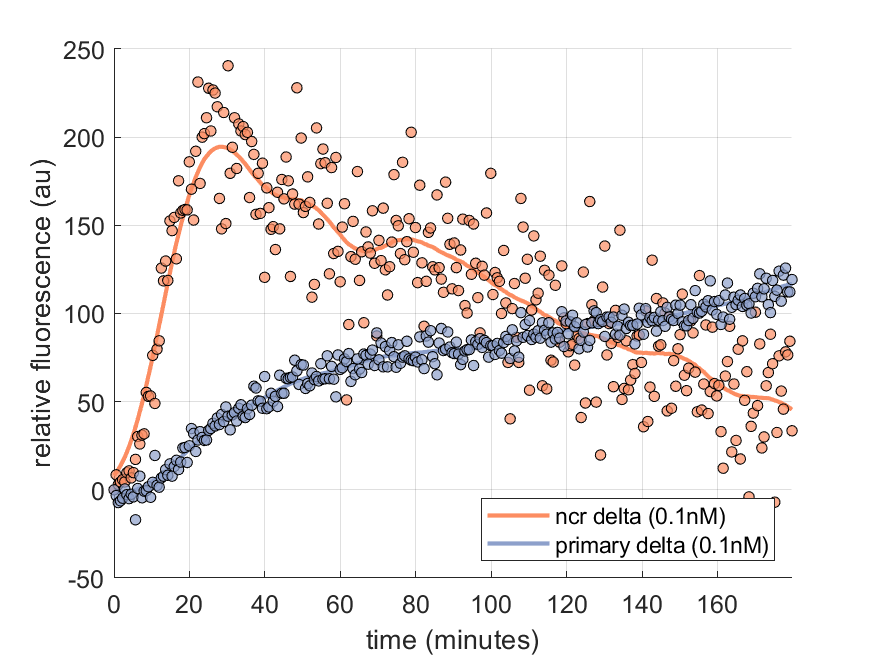 250
200
150
100
50
0
-50
0 20 40 60 80 100 120 140 160
relative fluorescence (au)
time (minutes)
ncr delta (0.1nM)
primary delta (0.1nM)